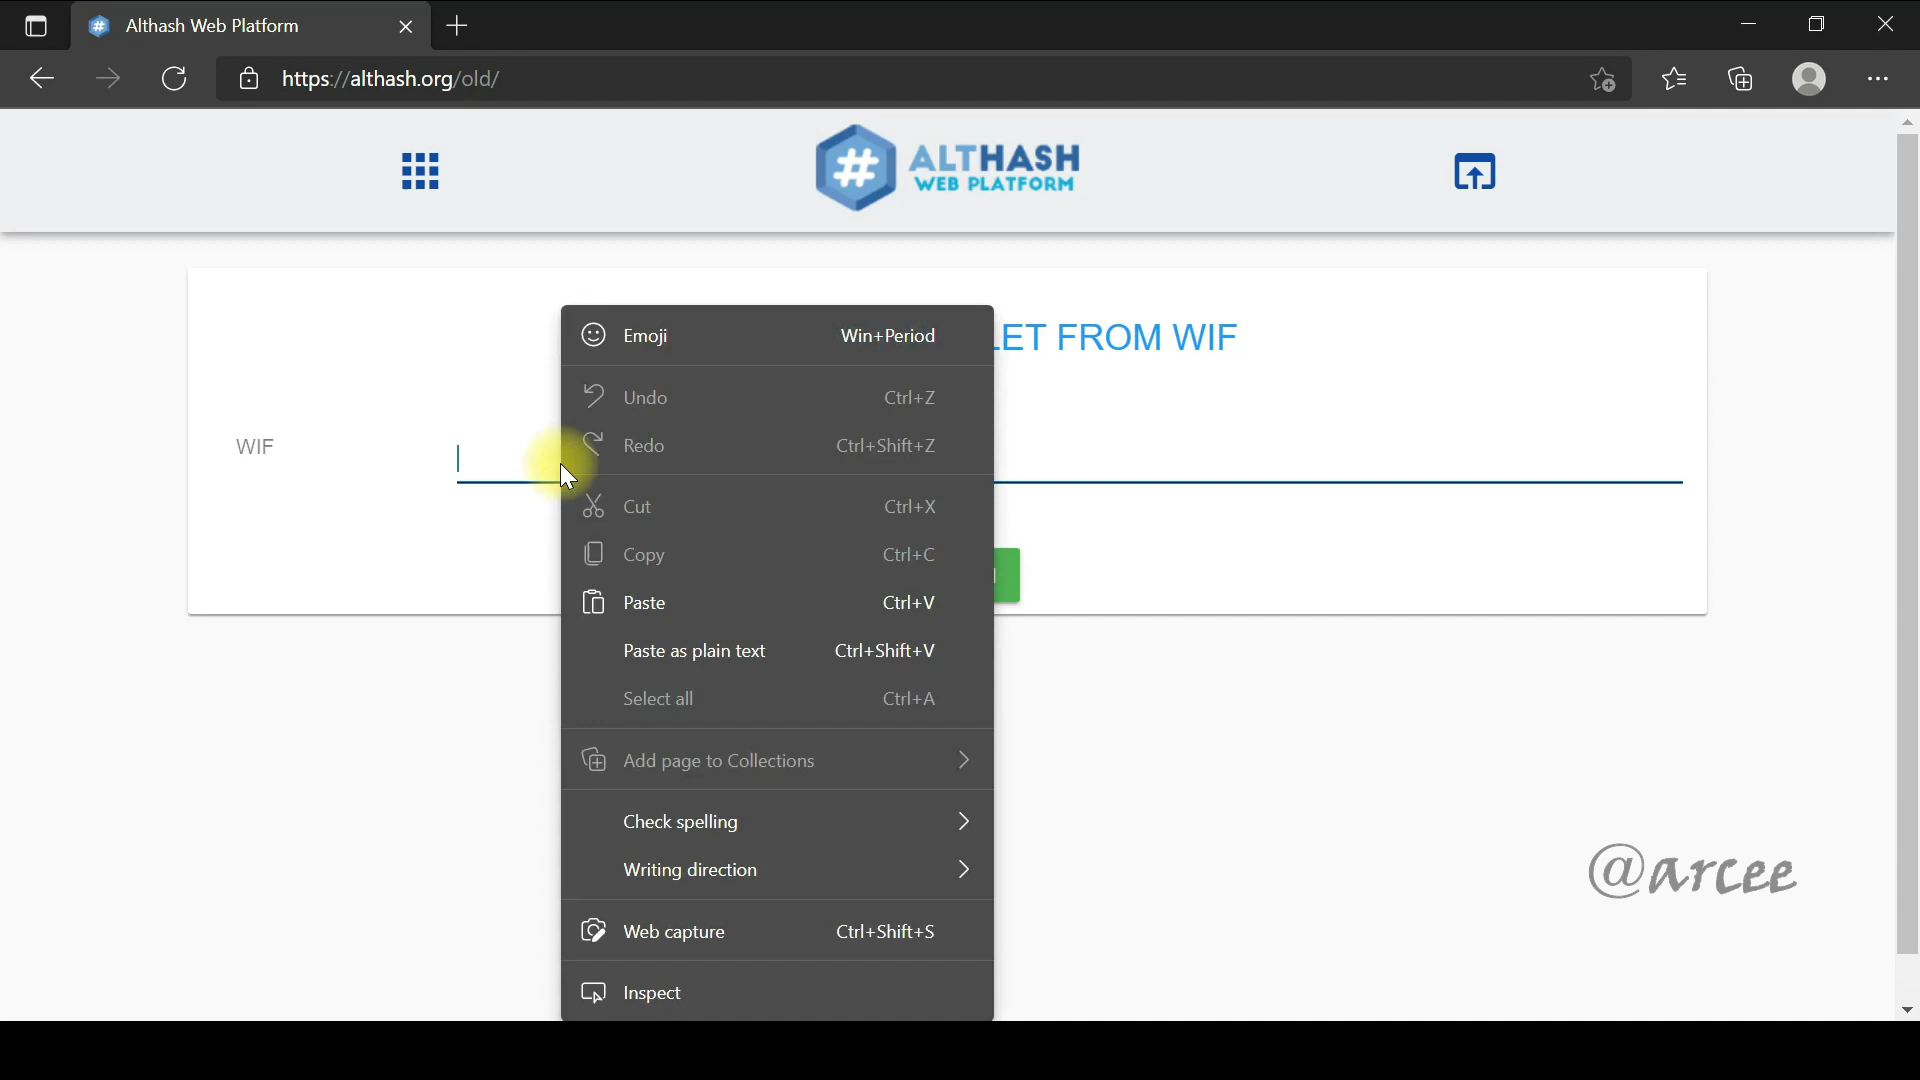 Althash Web Platform
https://althash.org/old/
ALTHASH
WEB PLATFORM
LET FROM WIF
WIF
Emoji Win+Period
Undo Ctrl+Z
Redo Ctrl+Shift+Z
Cut Ctrl+X
Copy Ctrl+C
Paste Ctrl+V
Paste as plain text Ctrl+Shift+V
Select all Ctrl+A
Add page to Collections
Check spelling
Writing direction
Web capture Ctrl+Shift+S
Inspect
@arcee